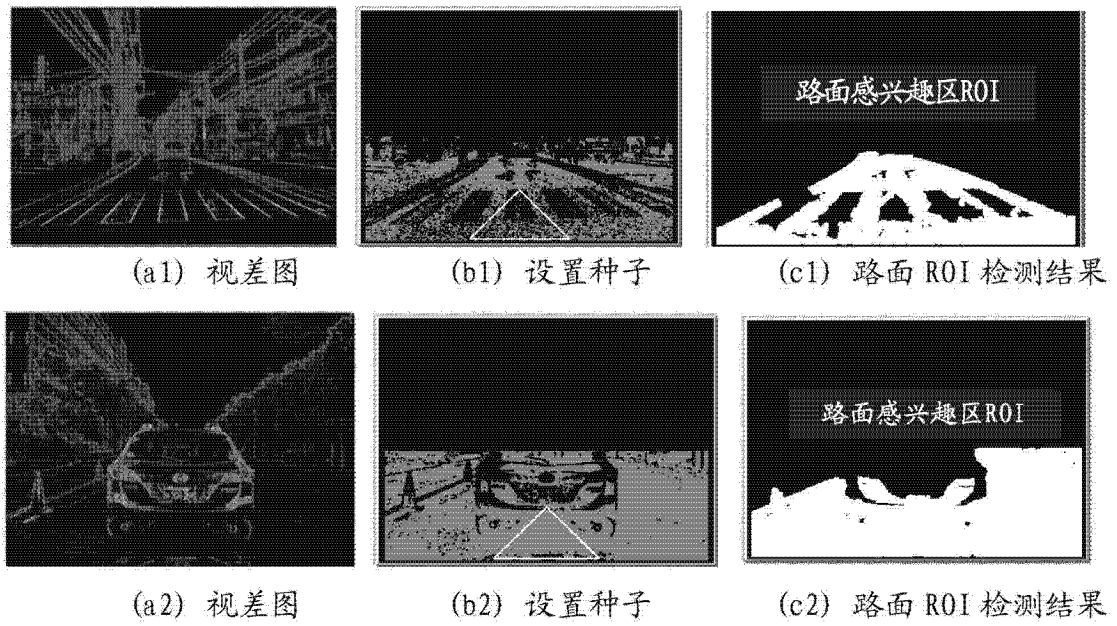 路面感兴趣区ROI
(a1) 视差图
(b1) 设置种子
(c1) 路面 ROI 检测结果
路面感兴趣区ROI
(a2) 视差图
(b2) 设置种子
(c2) 路面 ROI 检测结果